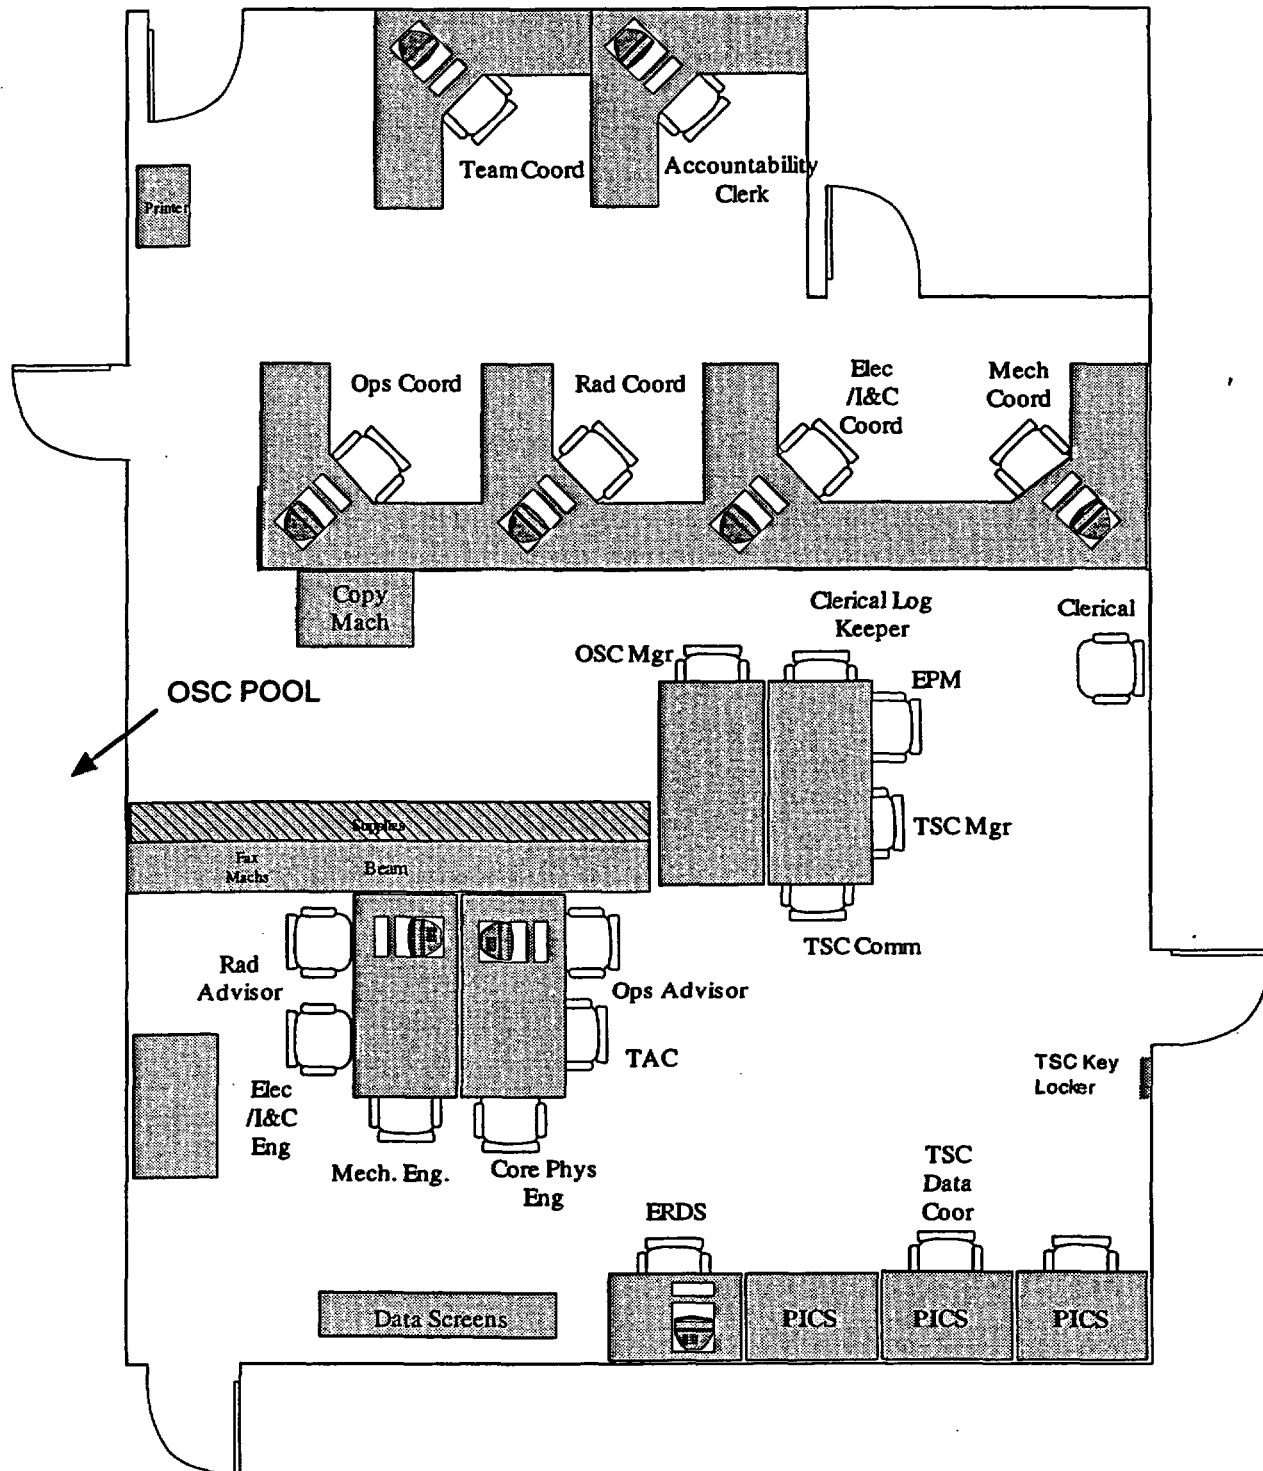 Team Coord
Accountability
Clerk
Printer
Ops Coord
Rad Coord
Elec
/I&C
Coord
Mech
Coord
Copy
Mach
Clerical Log
Keeper
Clerical
OSC Mgr
EPM
OSC POOL
TSC Mgr
Supplies
Fax
Machs
Beam
TSC Comm
Rad
Advisor
Ops Advisor
TAC
TSC Key
Locker
Elec
/I&C
Eng
Mech. Eng.
Core Phys
Eng
TSC
Data
Coor
ERDS
Data Screens
PICS
PICS
PICS